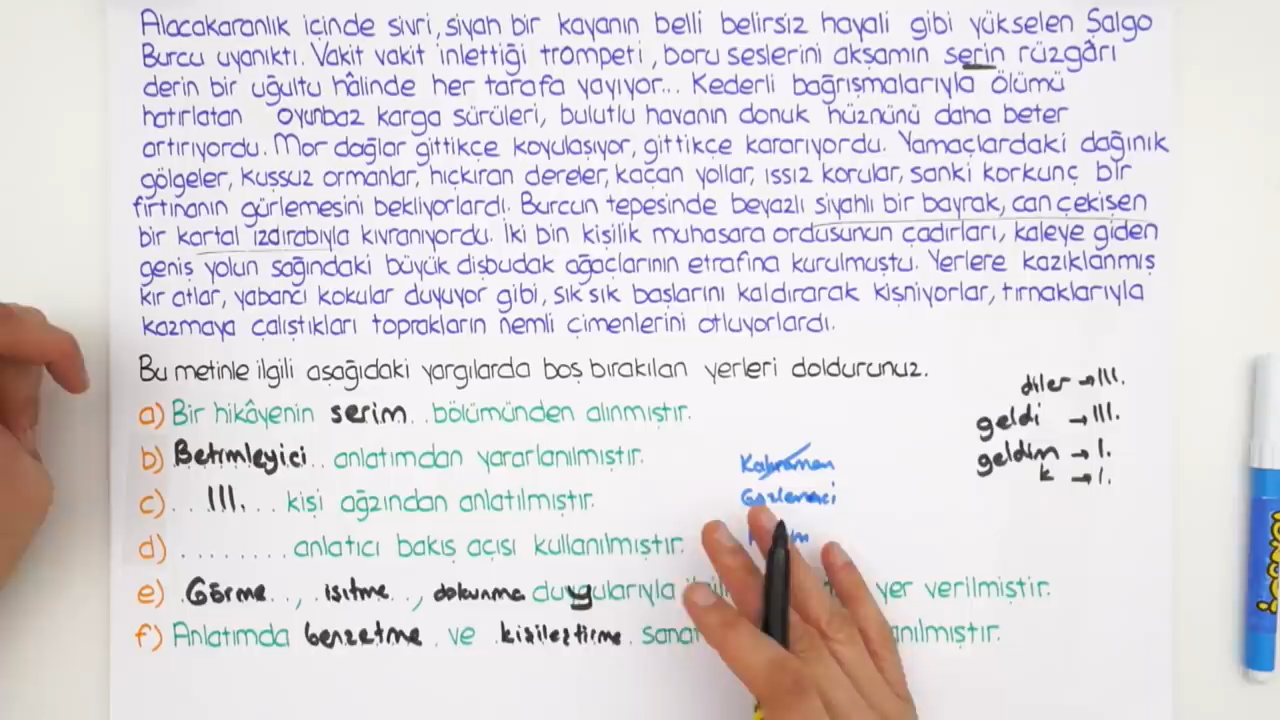 Alacakaranlık içinde sivri, siyah bir kayanın belli belirsiz hayali gibi yükselen Şalgo
Burcu uyanıktı. Vakit vakit inlettiği trompeti, boru seslerini akşamın serin rüzgârı
derin bir uğultu hâlinde her tarafa yayıyor... Kederli bağrışmalarıyla ölümü
hatırlatan oyunbaz karga sürüleri, bulutlu havanın donuk hüznünü daha beter
artırıyordu. Mor dağlar gittikçe koyulaşıyor, gittikçe kararıyordu. Yamaçlardaki dağınık
gölgeler, kuşsuz ormanlar, hıçkıran dereler, kaçan yollar, ıssız korular, sanki korkunç bir
fırtınanın gürlemesini bekliyorlardı. Burcun tepesinde beyazlı siyahlı bir bayrak, can çekişen
bir kartal ızdırabıyla kıvranıyordu. İki bin kişilik muhasara ordusunun çadırları, kaleye giden
geniş yolun sağındaki büyük dişbudak ağaçlarının etrafına kurulmuştu. Yerlere kazıklanmış
kır atlar, yabancı kokular duyuyor gibi, sık sık başlarını kaldırarak kişniyorlar, tırnaklarıyla
kazmaya çalıştıkları toprakların nemli çimenlerini otluyorlardı.
Bu metinle ilgili aşağıdaki yargılarda boş bırakılan yerleri doldurunuz.
diler → III.
a) Bir hikâyenin serim.. bölümünden alınmıştır.
geldi → III.
b) Betimleyici.. anlatımdan yararlanılmıştır.
Kahraman
geldim → I.
k → I.
c) .. III. ... kişi ağzından anlatılmıştır.
Gözlemci
d) ........ anlatıcı bakış açısı kullanılmıştır.
e) .Görme.., .işitme.., dokunma duygularıyla yer verilmiştir.
f) Anlatımda benzetme. ve .kişileştirme.